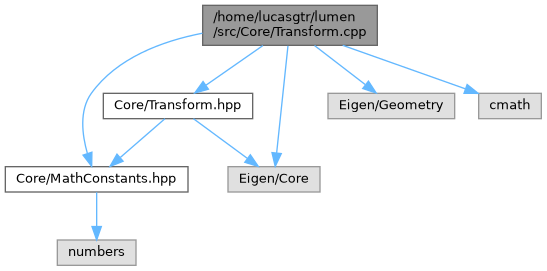 /home/lucasgtr/lumen
/src/Core/Transform.cpp
Core/Transform.hpp
Eigen/Geometry
cmath
Core/MathConstants.hpp
Eigen/Core
numbers